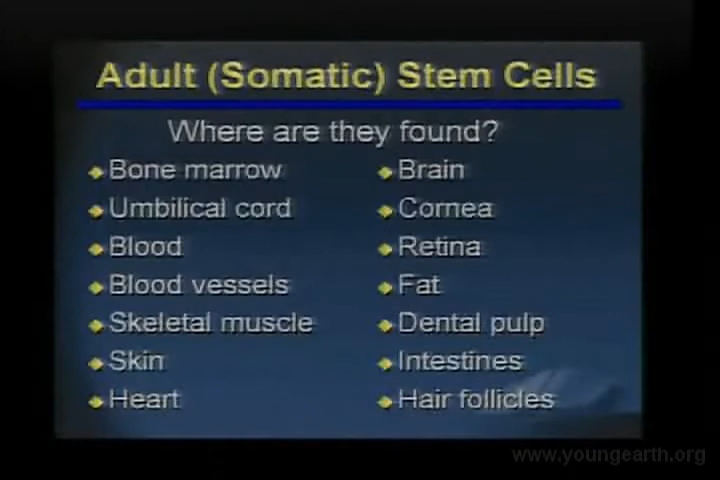 Adult (Somatic) Stem Cells
Where are they found?
Bone marrow
Umbilical cord
Blood
Blood vessels
Skeletal muscle
Skin
Heart
Brain
Cornea
Retina
Fat
Dental pulp
Intestines
Hair follicles
www.youngearth.org